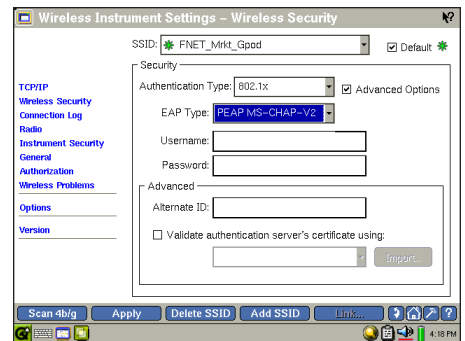 Wireless Instrument Settings – Wireless Security
SSID: FNET_Mrkt_Gpod Default
Security
Authentication Type: 802.1x Advanced Options
EAP Type: PEAP MS-CHAP-V2
Username:
Password:
Advanced
Alternate ID:
Validate authentication server's certificate using:
Import...
TCP/IP
Wireless Security
Connection Log
Radio
Instrument Security
General
Authorization
Wireless Problems
Options
Version
Scan 4b/g Apply Delete SSID Add SSID Link... ?
4:18 PM